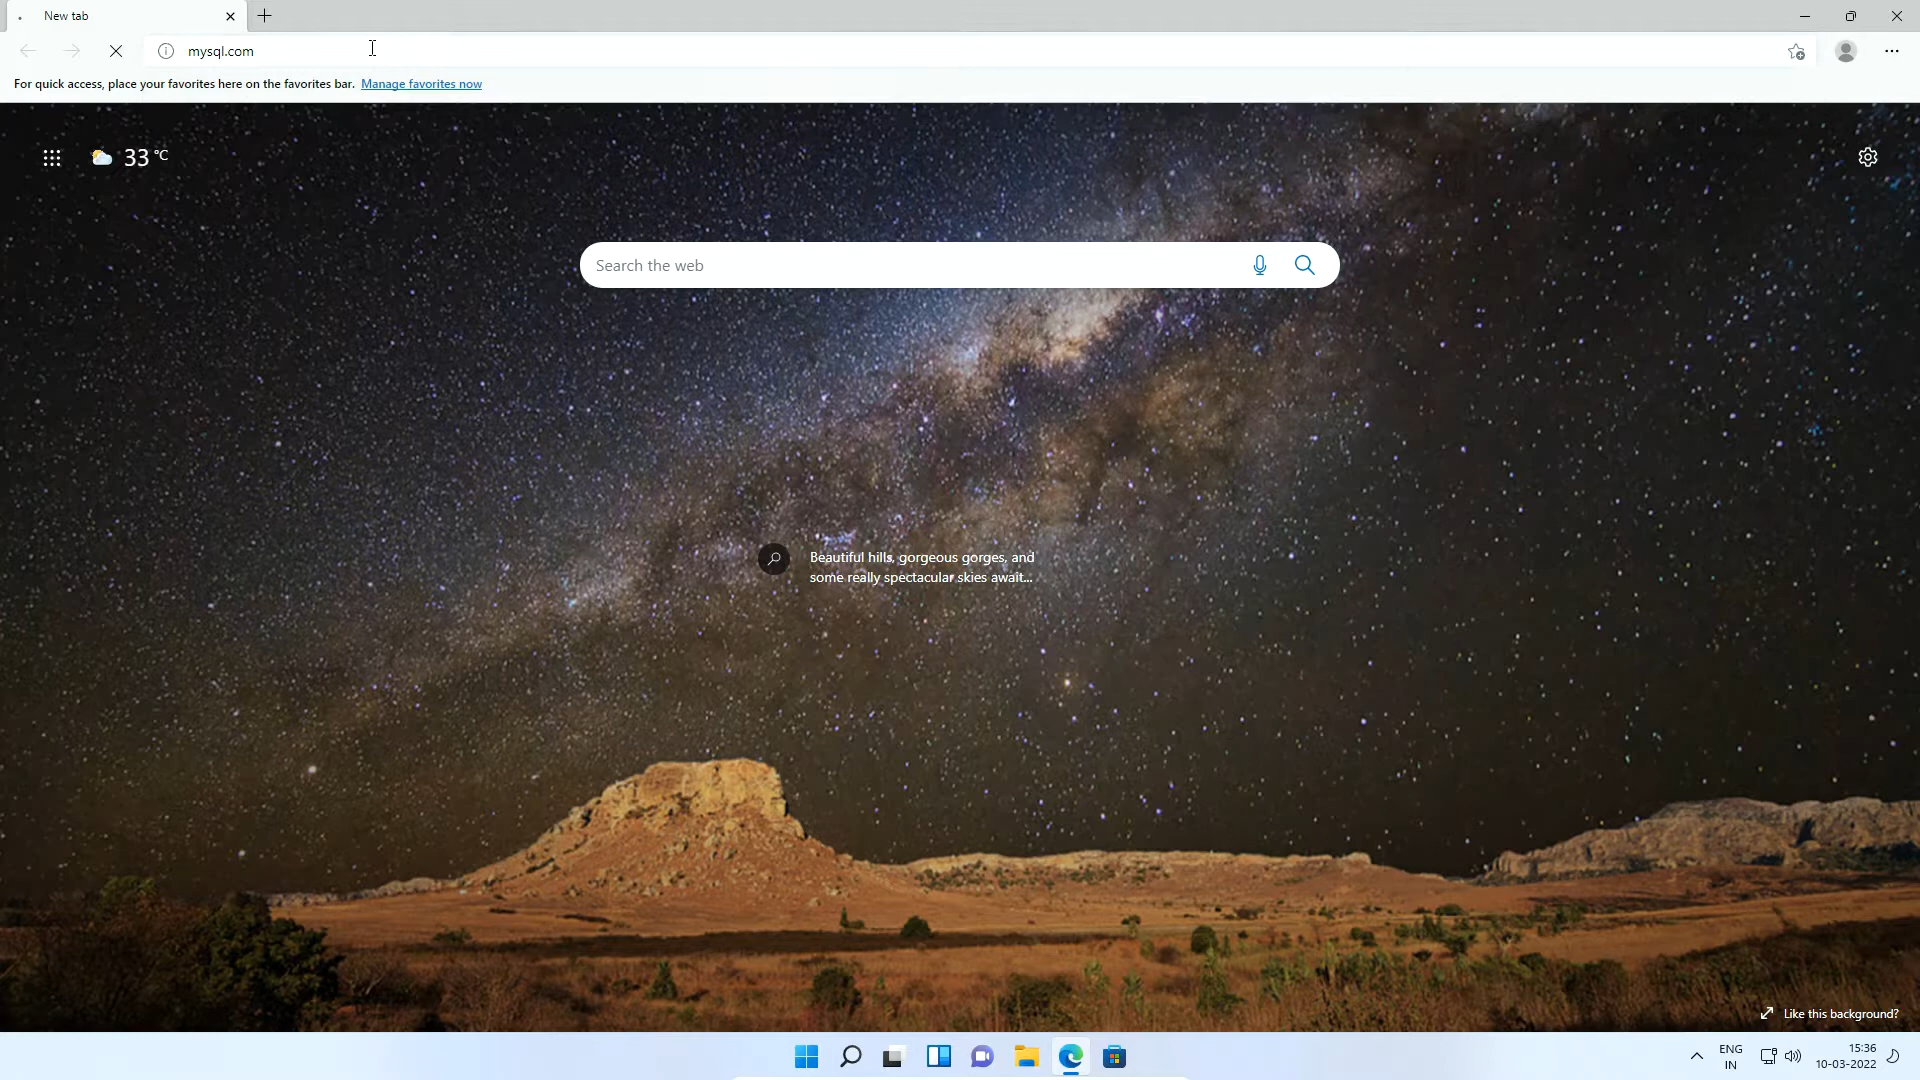 New tab
mysql.com
For quick access, place your favorites here on the favorites bar. Manage favorites now
33 °C
Search the web
Beautiful hills, gorgeous gorges, and
some really spectacular skies await...
Like this background?
ENG
IN
15:36
10-03-2022